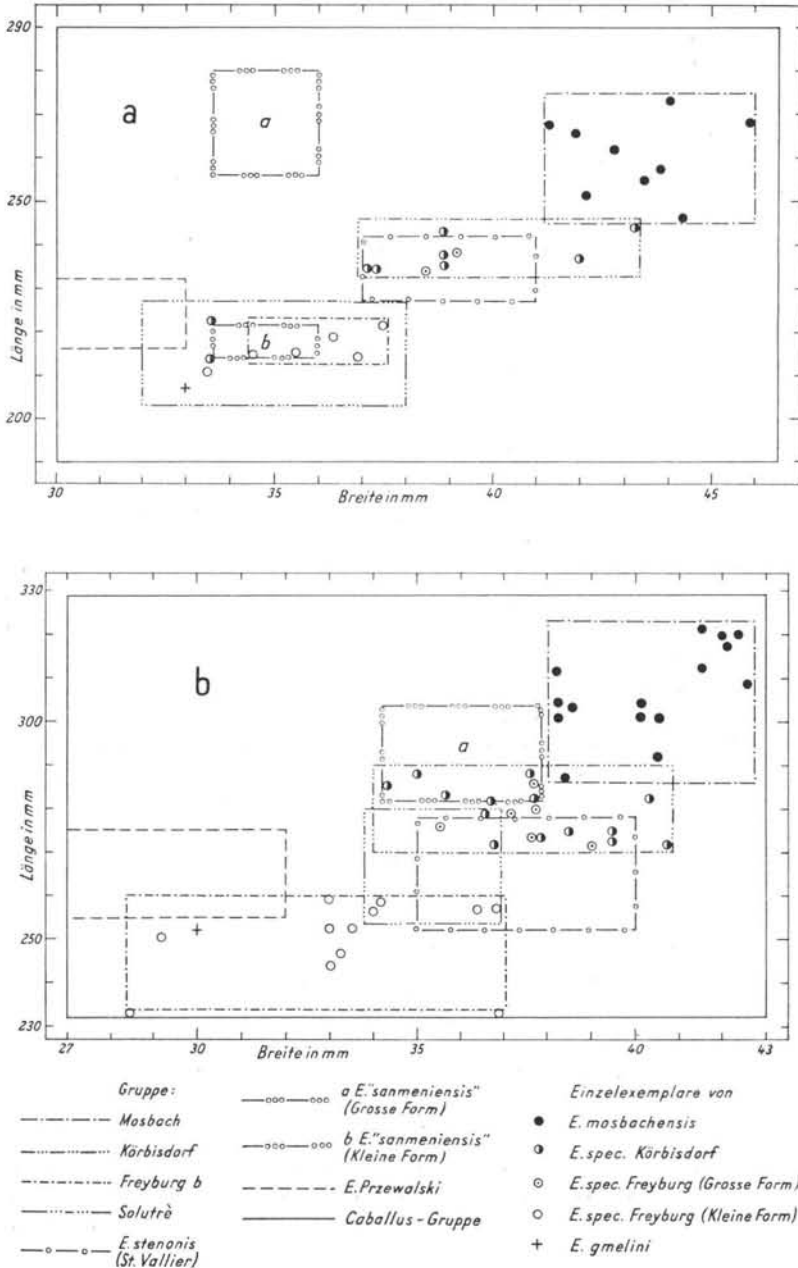 290
a
a
250
b
200
Länge in mm
30
35
40
45
Breite in mm
330
b
300
a
250
230
Länge in mm
27
30
35
40
43
Breite in mm
Gruppe:
Mosbach
Körbisdorf
Freyburg b
Solutrè
E. stenonis
(St. Vallier)
a E."sanmeniensis"
(Grosse Form)
b E."sanmeniensis"
(Kleine Form)
E. Przewalski
Caballus-Gruppe
Einzelexemplare von
E. mosbachensis
E. spec. Körbisdorf
E. spec. Freyburg (Grosse Form)
E. spec. Freyburg (Kleine Form)
E. gmelini